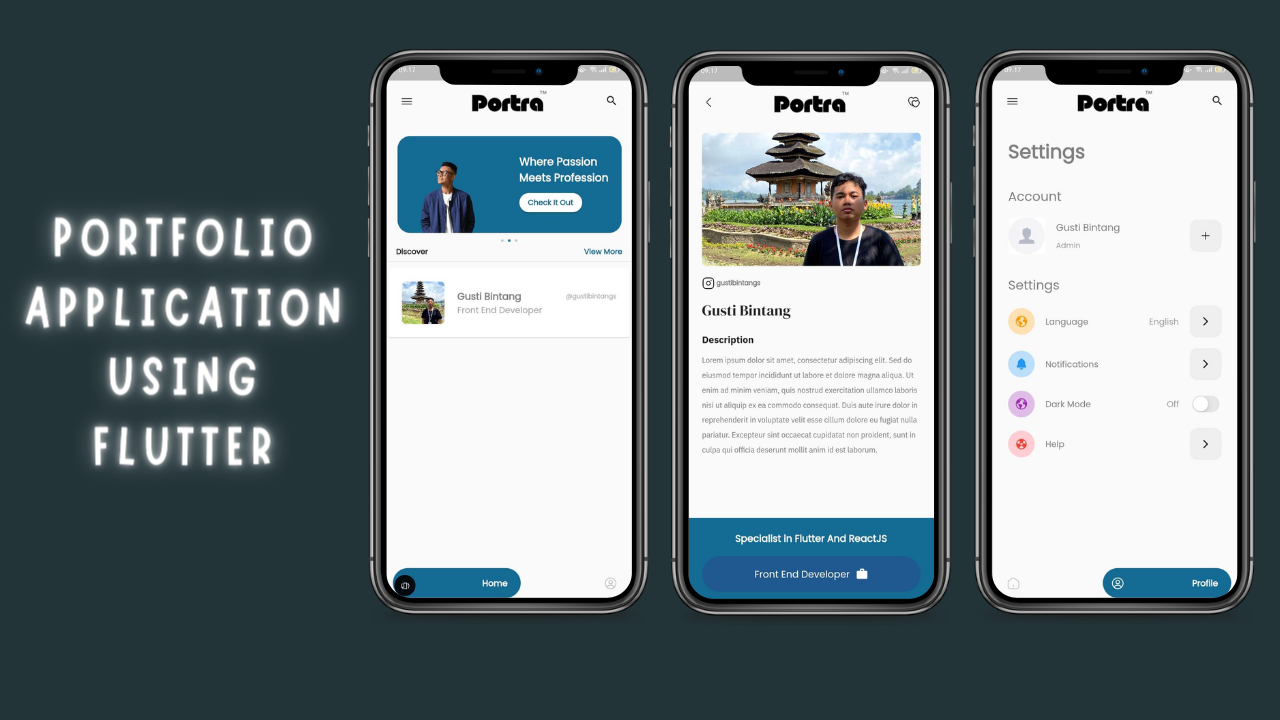 PORTFOLIO
APPLICATION
USING
FLUTTER
09.17
Portra™
Where Passion
Meets Profession
Check It Out
Discover
View More
Gusti Bintang
@gustibintangs
Front End Developer
Home
09.17
Portra™
gustibintangs
Gusti Bintang
Description
Lorem ipsum dolor sit amet, consectetur adipiscing elit. Sed do
eiusmod tempor incididunt ut labore et dolore magna aliqua. Ut
enim ad minim veniam, quis nostrud exercitation ullamco laboris
nisi ut aliquip ex ea commodo consequat. Duis aute irure dolor in
reprehenderit in voluptate velit esse cillum dolore eu fugiat nulla
pariatur. Excepteur sint occaecat cupidatat non proident, sunt in
culpa qui officia deserunt mollit anim id est laborum.
Specialist in Flutter And ReactJS
Front End Developer
09.17
Portra™
Settings
Account
Gusti Bintang
Admin
Settings
Language
English
Notifications
Dark Mode
Off
Help
Profile